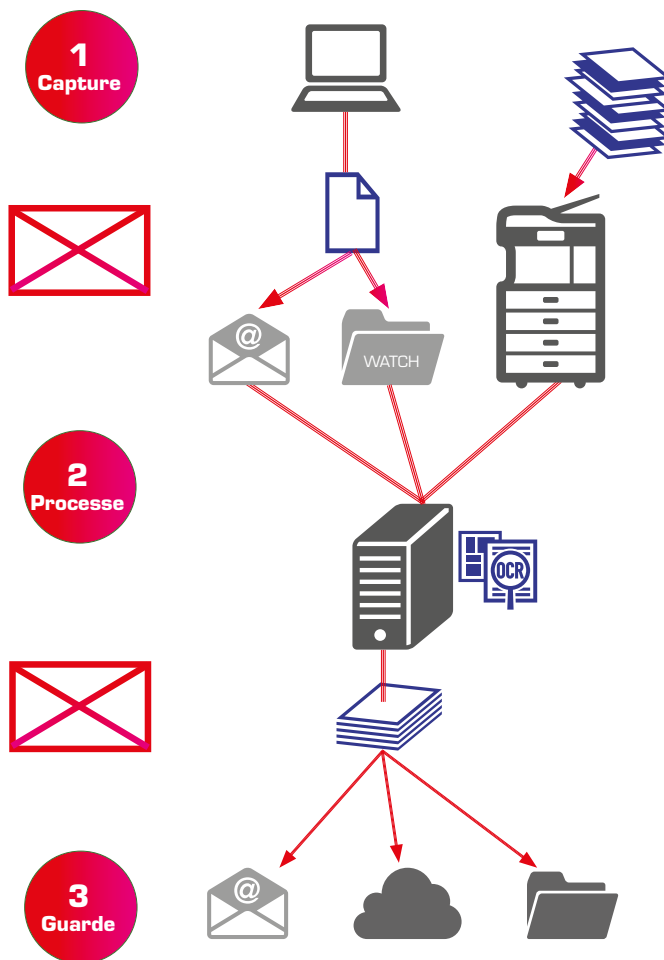 1
Capture
@
WATCH
2
Processe
OCR
3
Guarde
@